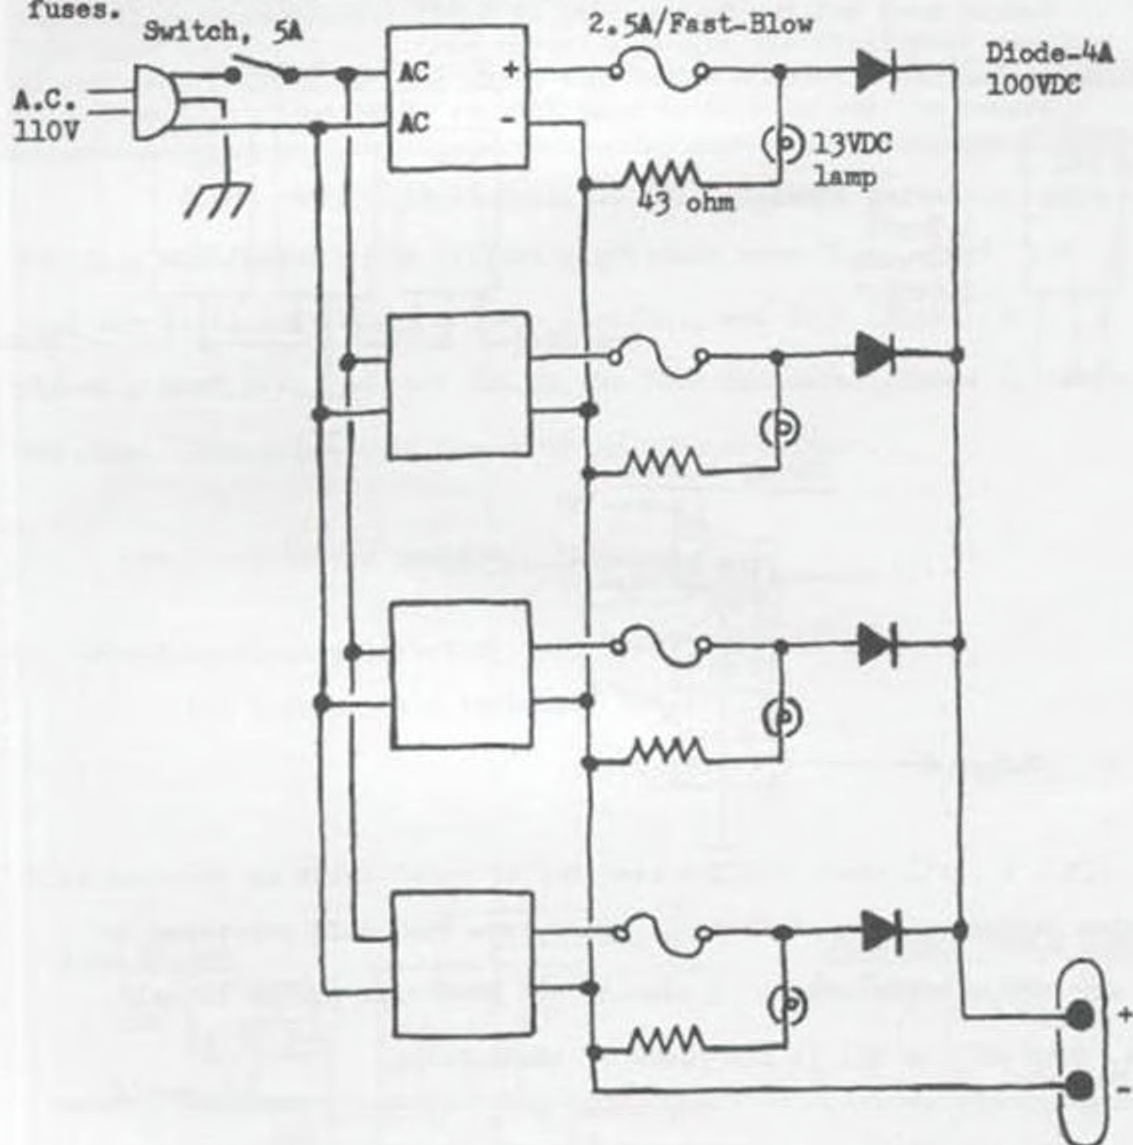 fuses.
Switch, 5A
2.5A/Fast-Blow
Diode-4A
100VDC
A.C.
110V
AC +
AC -
13VDC
lamp
43 ohm
+
-